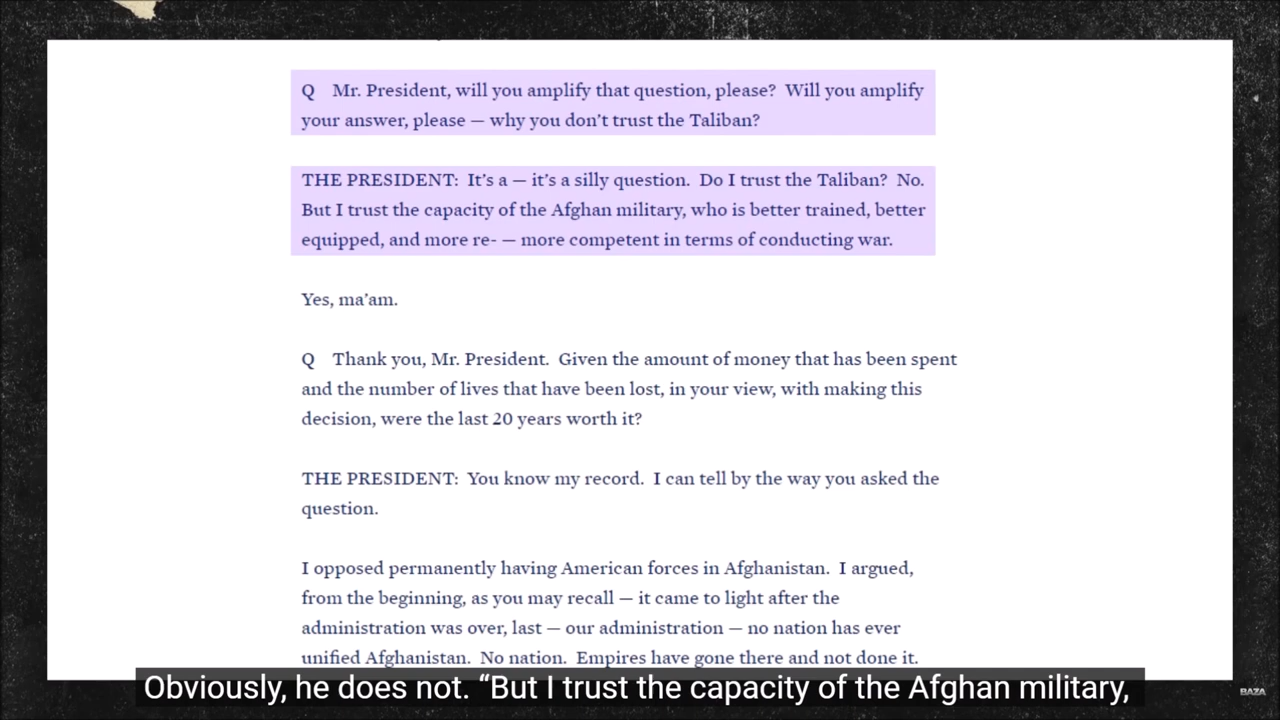 Q Mr. President, will you amplify that question, please? Will you amplify
your answer, please — why you don’t trust the Taliban?
THE PRESIDENT: It’s a — it’s a silly question. Do I trust the Taliban? No.
But I trust the capacity of the Afghan military, who is better trained, better
equipped, and more re- — more competent in terms of conducting war.
Yes, ma’am.
Q Thank you, Mr. President. Given the amount of money that has been spent
and the number of lives that have been lost, in your view, with making this
decision, were the last 20 years worth it?
THE PRESIDENT: You know my record. I can tell by the way you asked the
question.
I opposed permanently having American forces in Afghanistan. I argued,
from the beginning, as you may recall — it came to light after the
administration was over, last — our administration — no nation has ever
unified Afghanistan. No nation. Empires have gone there and not done it.
Obviously, he does not. “But I trust the capacity of the Afghan military,
BAZA